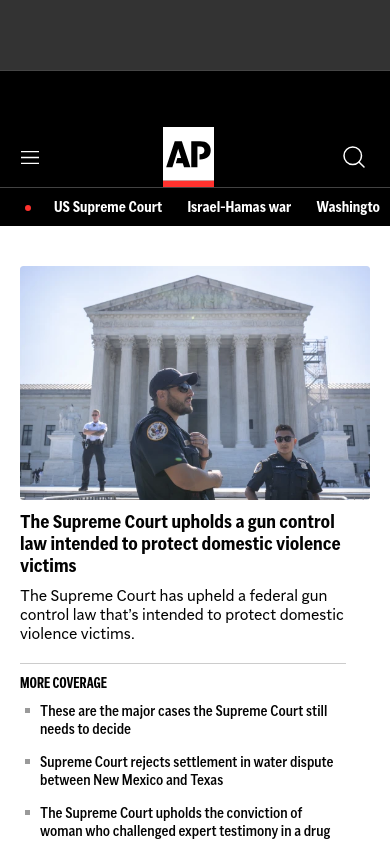 AP
US Supreme Court Israel-Hamas war Washingto
The Supreme Court upholds a gun control
law intended to protect domestic violence
victims
The Supreme Court has upheld a federal gun
control law that’s intended to protect domestic
violence victims.
MORE COVERAGE
These are the major cases the Supreme Court still
needs to decide
Supreme Court rejects settlement in water dispute
between New Mexico and Texas
The Supreme Court upholds the conviction of
woman who challenged expert testimony in a drug